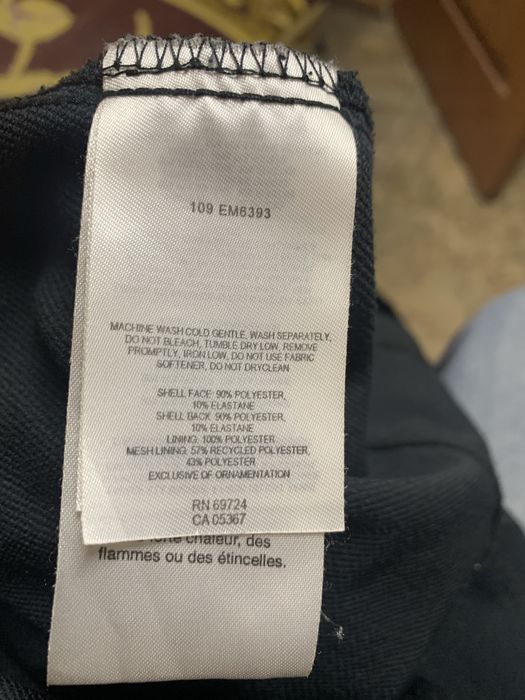 109 EM6393
MACHINE WASH COLD GENTLE, WASH SEPARATELY,
DO NOT BLEACH, TUMBLE DRY LOW, REMOVE
PROMPTLY, IRON LOW, DO NOT USE FABRIC
SOFTENER, DO NOT DRYCLEAN
SHELL FACE: 90% POLYESTER,
10% ELASTANE
SHELL BACK: 90% POLYESTER,
10% ELASTANE
LINING: 100% POLYESTER
MESH LINING: 57% RECYCLED POLYESTER,
43% POLYESTER
EXCLUSIVE OF ORNAMENTATION
RN 69724
CA 05367
chaleur, des
flammes ou des étincelles.